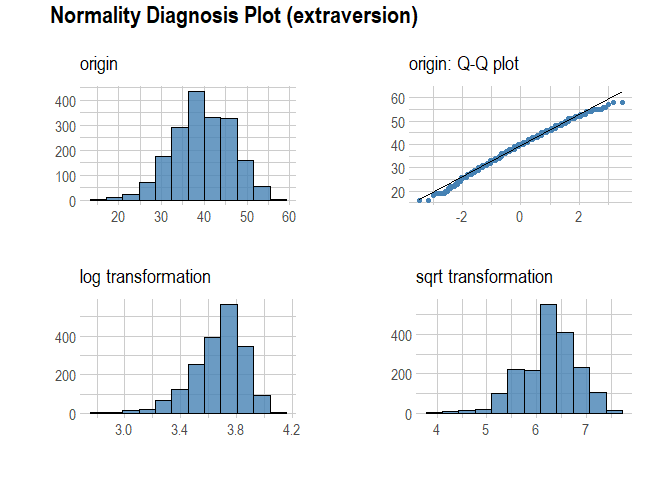 Normality Diagnosis Plot (extraversion)
origin
400
300
200
100
0
20 30 40 50 60
origin: Q-Q plot
60
50
40
30
20
-2 0 2
log transformation
400
200
0
3.0 3.4 3.8 4.2
sqrt transformation
400
200
0
4 5 6 7